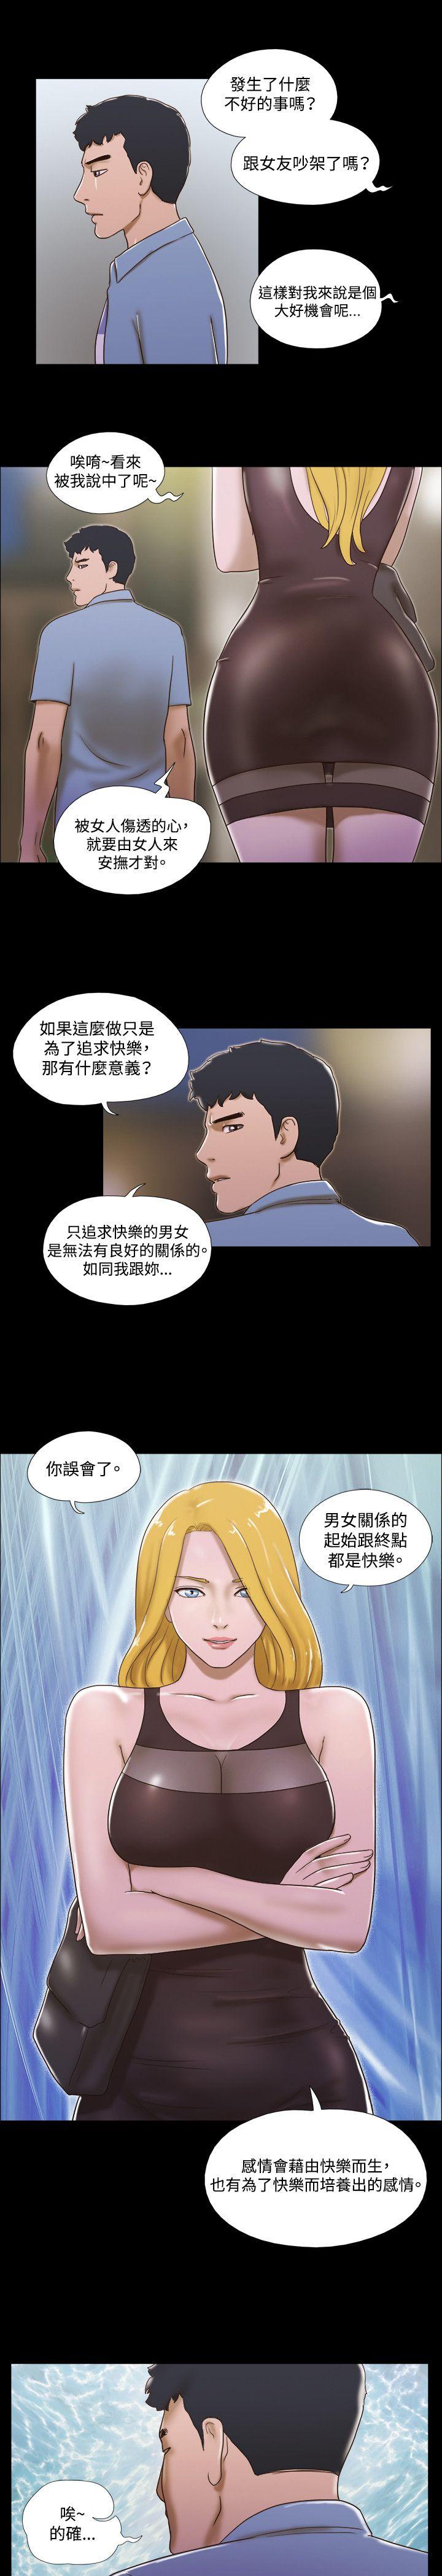 發生了什麼
不好的事嗎？
跟女友吵架了嗎？
這樣對我來說是個
大好機會呢...
唉唷~看來
被我說中了呢~
被女人傷透的心，
就要由女人來
安撫才對。
如果這麼做只是
為了追求快樂，
那有什麼意義？
只追求快樂的男女
是無法有良好的關係的。
如同我跟妳...
你誤會了。
男女關係的
起始跟終點
都是快樂。
感情會藉由快樂而生，
也有為了快樂而培養出的感情。
唉~
的確...